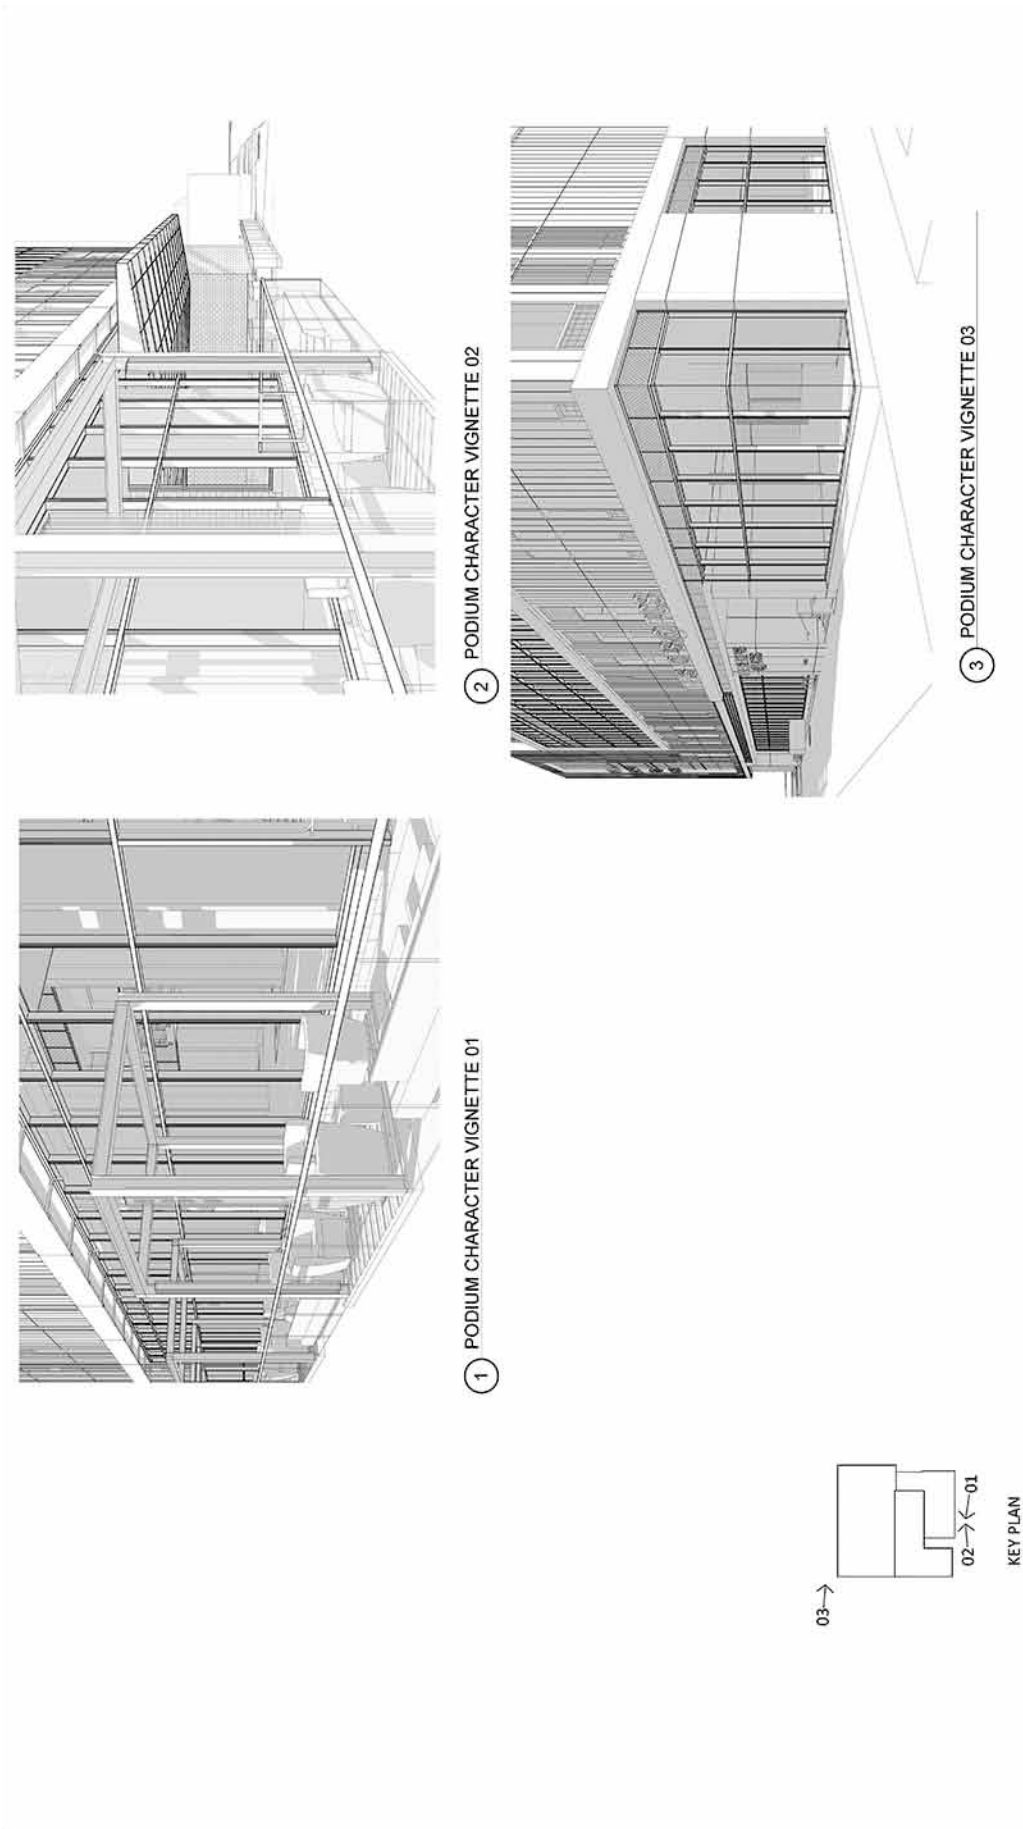 1 PODIUM CHARACTER VIGNETTE 01
2 PODIUM CHARACTER VIGNETTE 02
3 PODIUM CHARACTER VIGNETTE 03
03
02
01
KEY PLAN